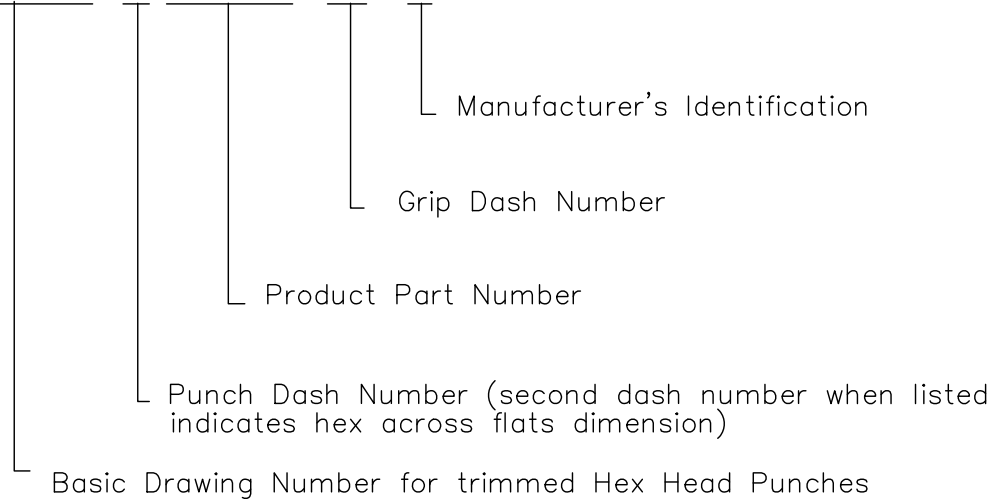 Manufacturer's Identification
Grip Dash Number
Product Part Number
Punch Dash Number (second dash number when listed
indicates hex across flats dimension)
Basic Drawing Number for trimmed Hex Head Punches